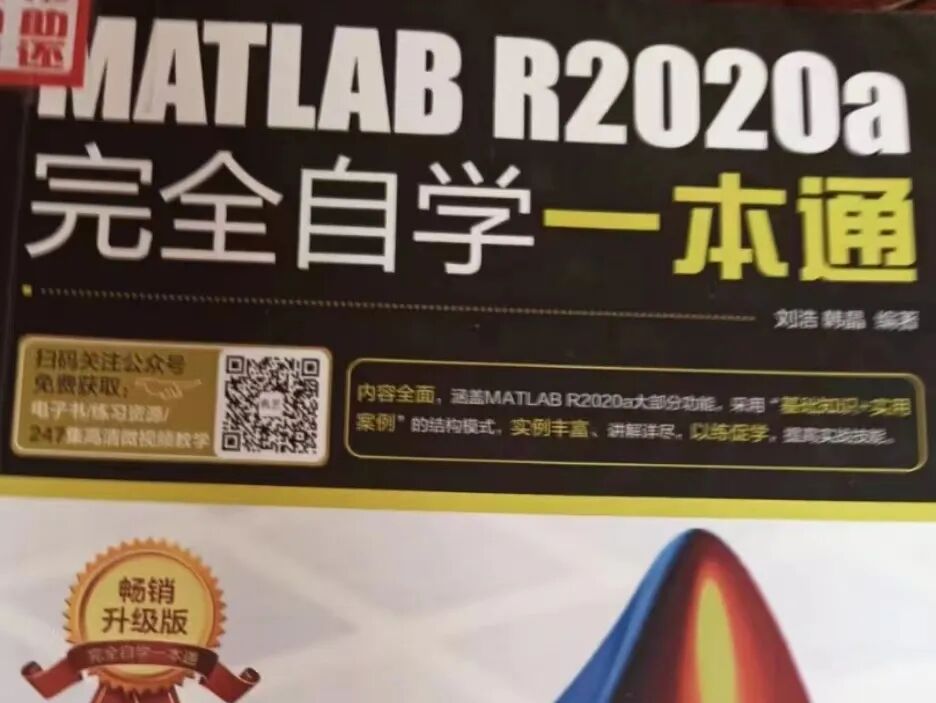 MATLAB R2020a
完全自学一本通
刘浩 韩晶 编著
扫码关注公众号
免费获取：
电子书/练习资源/
247集高清微视频教学
内容全面，涵盖MATLAB R2020a大部分功能，采用“基础知识+实用
案例”的结构模式，实例丰富、讲解详尽，以练促学，提高实战技能。
畅销
升级版
完全自学一本通